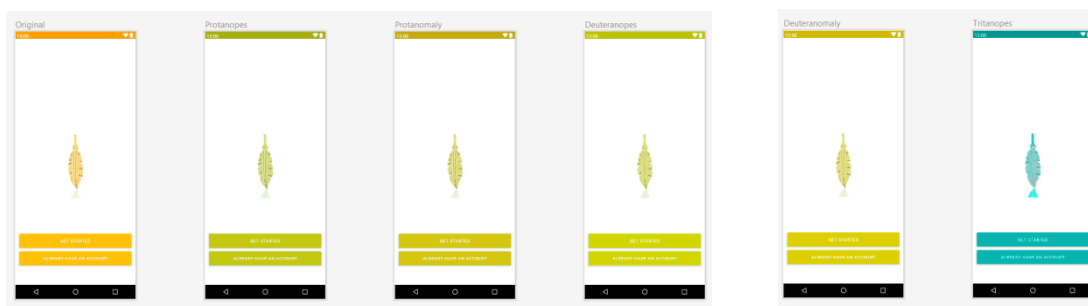 Original
Protanopes
Protanomaly
Deuteranopes
Deuteranomaly
Tritanopes
12:00
12:00
12:00
12:00
12:00
12:00
GET STARTED
GET STARTED
GET STARTED
GET STARTED
GET STARTED
GET STARTED
ALREADY HAVE AN ACCOUNT
ALREADY HAVE AN ACCOUNT
ALREADY HAVE AN ACCOUNT
ALREADY HAVE AN ACCOUNT
ALREADY HAVE AN ACCOUNT
ALREADY HAVE AN ACCOUNT